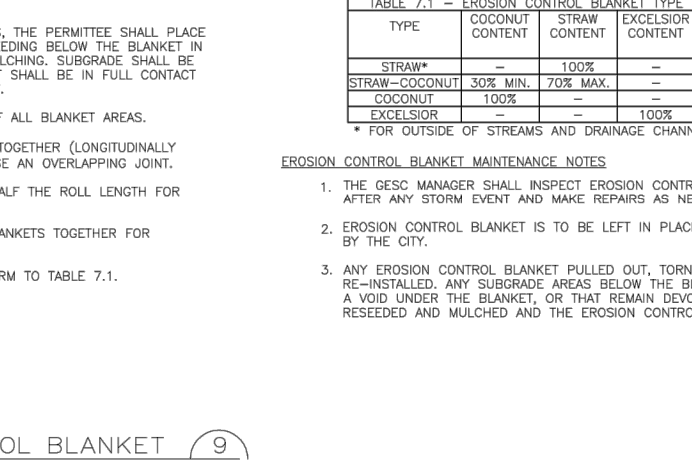 S, THE PERMITTEE SHALL PLACE
EEDING BELOW THE BLANKET IN
LCHING. SUBGRADE SHALL BE
T SHALL BE IN FULL CONTACT
F ALL BLANKET AREAS.
TOGETHER (LONGITUDINALLY
SE AN OVERLAPPING JOINT.
ALF THE ROLL LENGTH FOR
ANKETS TOGETHER FOR
RM TO TABLE 7.1.
TABLE 7.1 – EROSION CONTROL BLANKET TYPE
TYPE COCONUT CONTENT STRAW CONTENT EXCELSIOR CONTENT
STRAW* – 100% –
STRAW–COCONUT 30% MIN. 70% MAX. –
COCONUT 100% – –
EXCELSIOR – – 100%
* FOR OUTSIDE OF STREAMS AND DRAINAGE CHANN
EROSION CONTROL BLANKET MAINTENANCE NOTES
1. THE GESC MANAGER SHALL INSPECT EROSION CONTR
AFTER ANY STORM EVENT AND MAKE REPAIRS AS NE
2. EROSION CONTROL BLANKET IS TO BE LEFT IN PLAC
BY THE CITY.
3. ANY EROSION CONTROL BLANKET PULLED OUT, TORN
RE–INSTALLED. ANY SUBGRADE AREAS BELOW THE BL
A VOID UNDER THE BLANKET, OR THAT REMAIN DEVO
RESEEDED AND MULCHED AND THE EROSION CONTRO
OL BLANKET 9